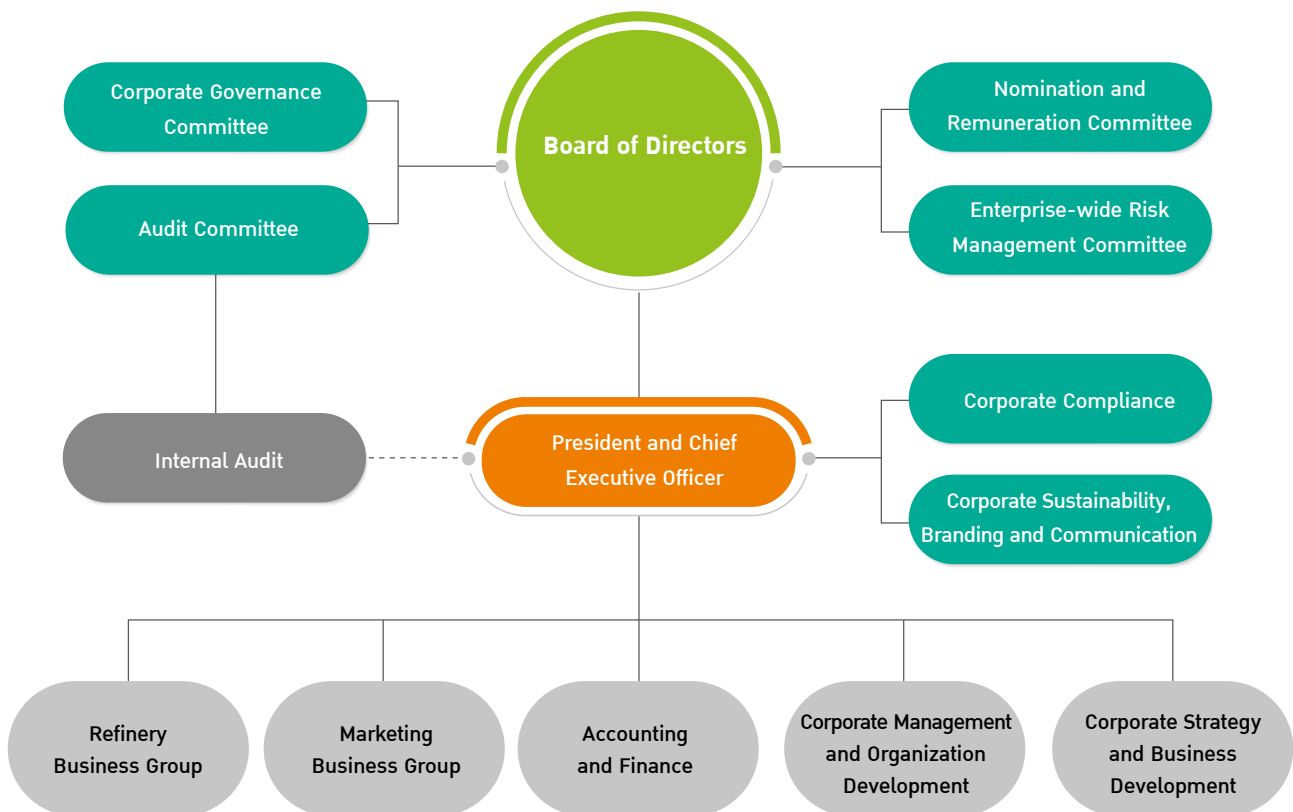 Corporate Governance
Committee
Board of Directors
Nomination and
Remuneration Committee
Audit Committee
Enterprise-wide Risk
Management Committee
Internal Audit
President and Chief
Executive Officer
Corporate Compliance
Corporate Sustainability,
Branding and Communication
Refinery
Business Group
Marketing
Business Group
Accounting
and Finance
Corporate Management
and Organization
Development
Corporate Strategy
and Business
Development